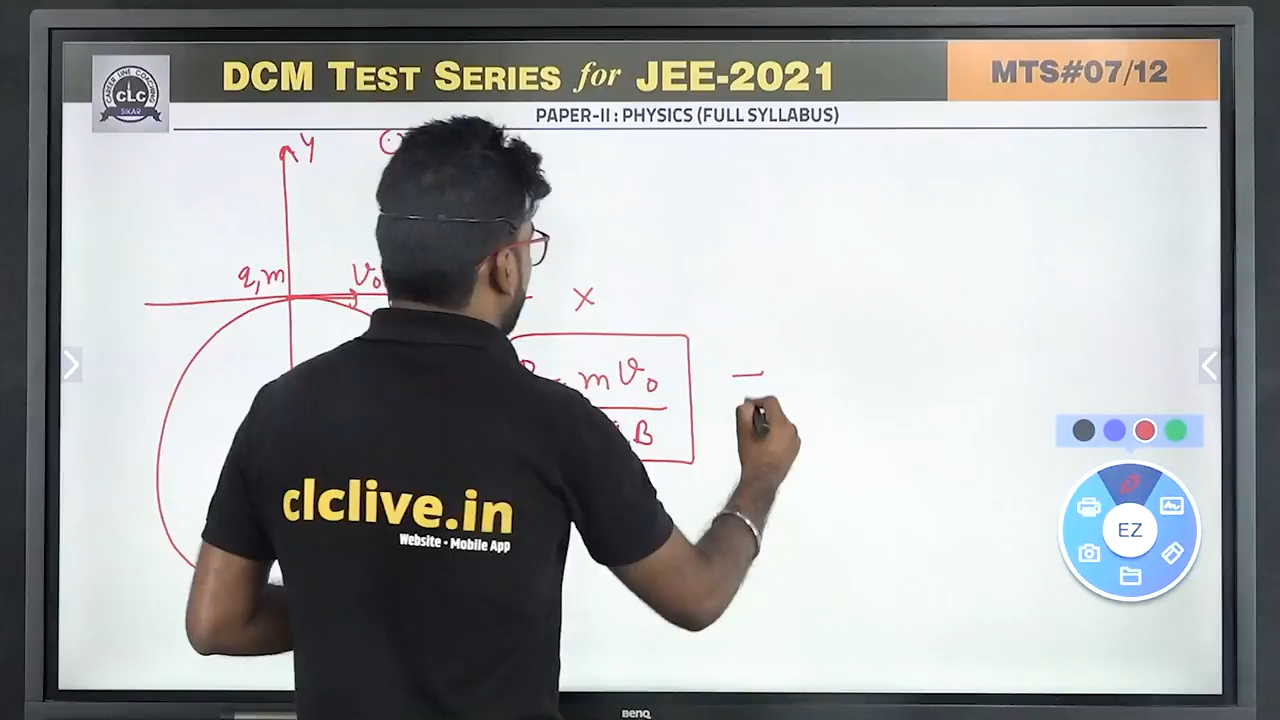 DCM TEST SERIES for JEE-2021
MTS#07/12
CAREER LINE COACHING
CLC
SIKAR
PAPER-II : PHYSICS (FULL SYLLABUS)
y
q, m
v₀
x
m v₀
B
EZ
clclive.in
Website - Mobile App
BenQ